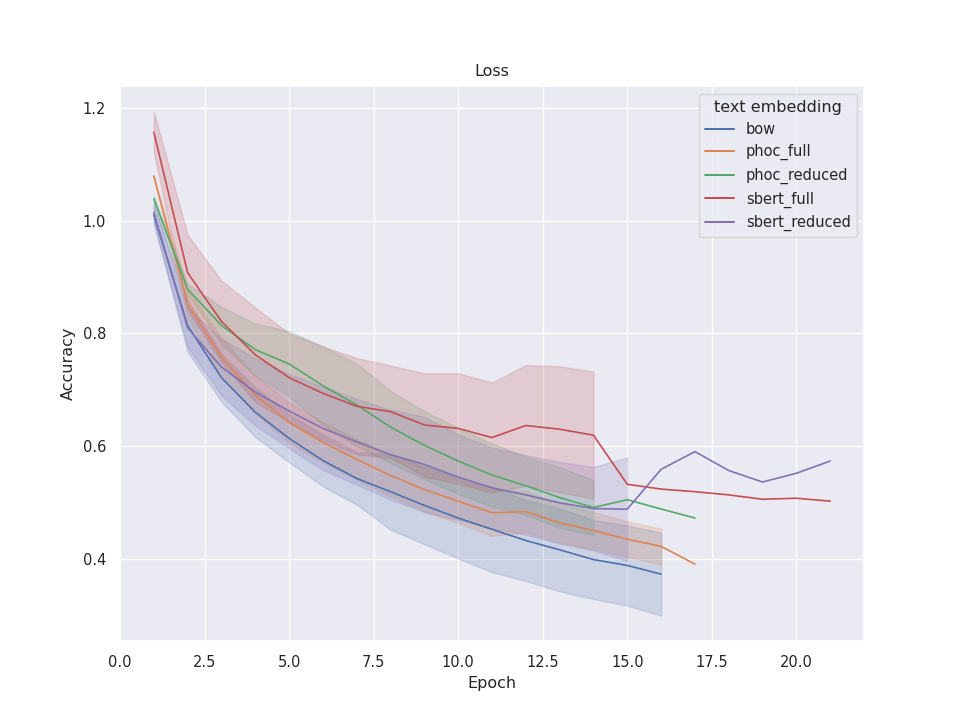 Loss
1.2
1.0
0.8
0.6
0.4
Accuracy
text embedding
bow
phoc_full
phoc_reduced
sbert_full
sbert_reduced
0.0 2.5 5.0 7.5 10.0 12.5 15.0 17.5 20.0
Epoch